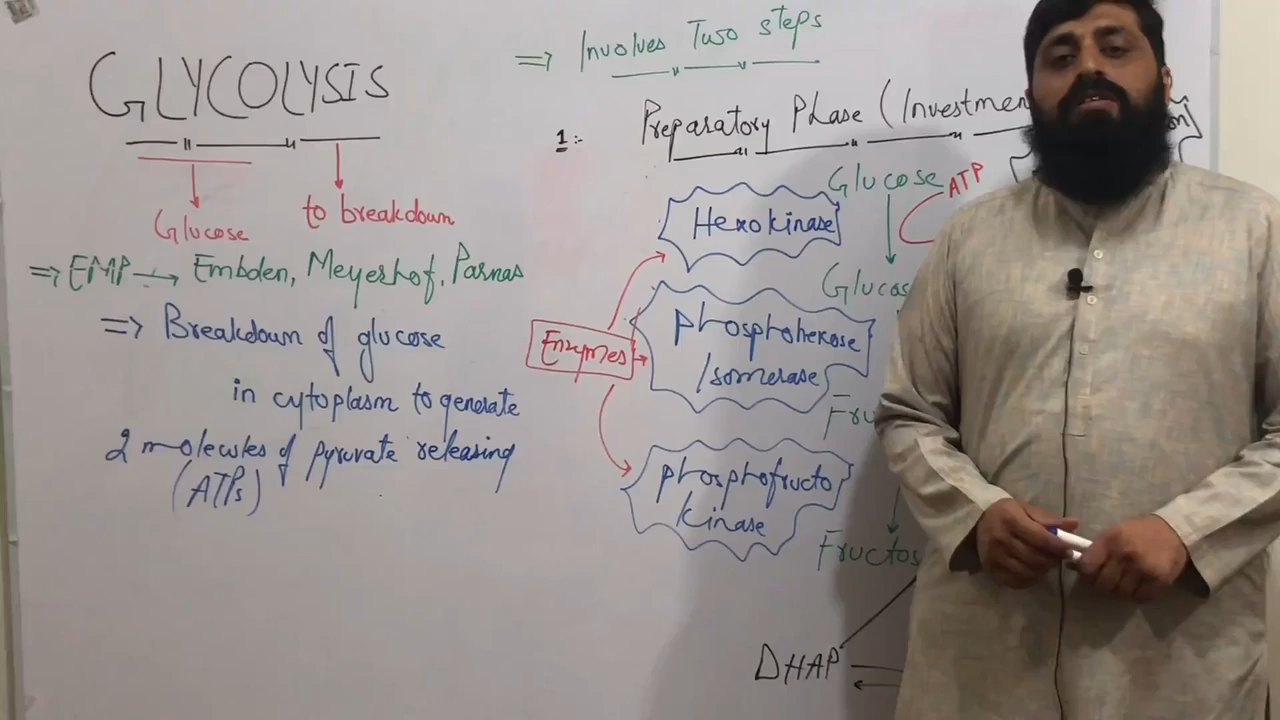 GLYCOLYSIS
Glucose
to breakdown
⇒ EMP → Embden, Meyerhof, Parnas
⇒ Breakdown of glucose
in cytoplasm to generate
2 molecules of pyruvate releasing
(ATPs)
⇒ Involves Two steps
1:- Preparatory Phase (Investmen
Glucose
ATP
Hexokinase
Glucos
Enzymes
Phosphohexose
Isomerase
Fru
Phosphofructo
kinase
Fructos
DHAP